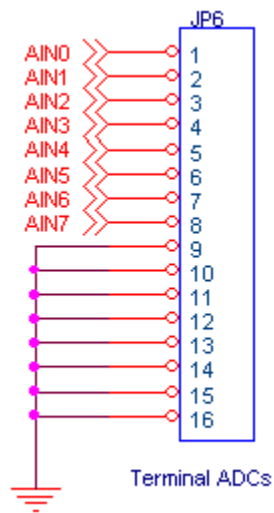 JP6
AIN0 1
AIN1 2
AIN2 3
AIN3 4
AIN4 5
AIN5 6
AIN6 7
AIN7 8
9
10
11
12
13
14
15
16
Terminal ADCs